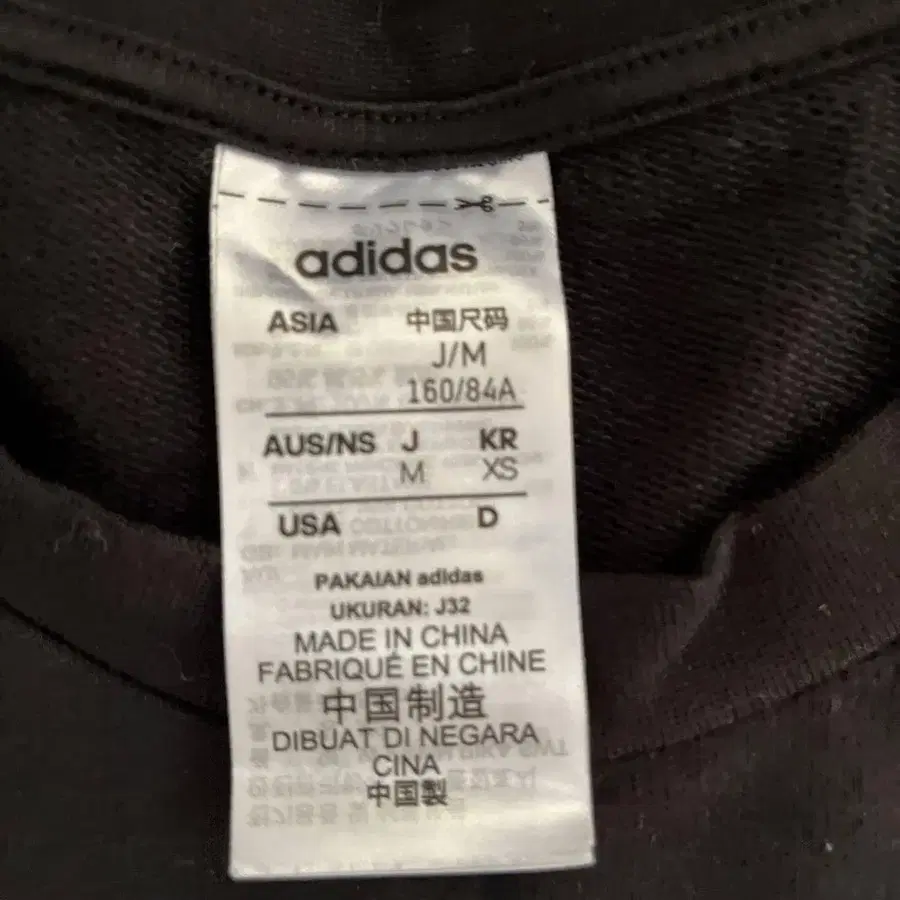 adidas
ASIA 中国尺码
J/M
160/84A
AUS/NS J KR
M XS
USA D
PAKAIAN adidas
UKURAN: J32
MADE IN CHINA
FABRIQUÉ EN CHINE
中国制造
DIBUAT DI NEGARA
CINA
中国製